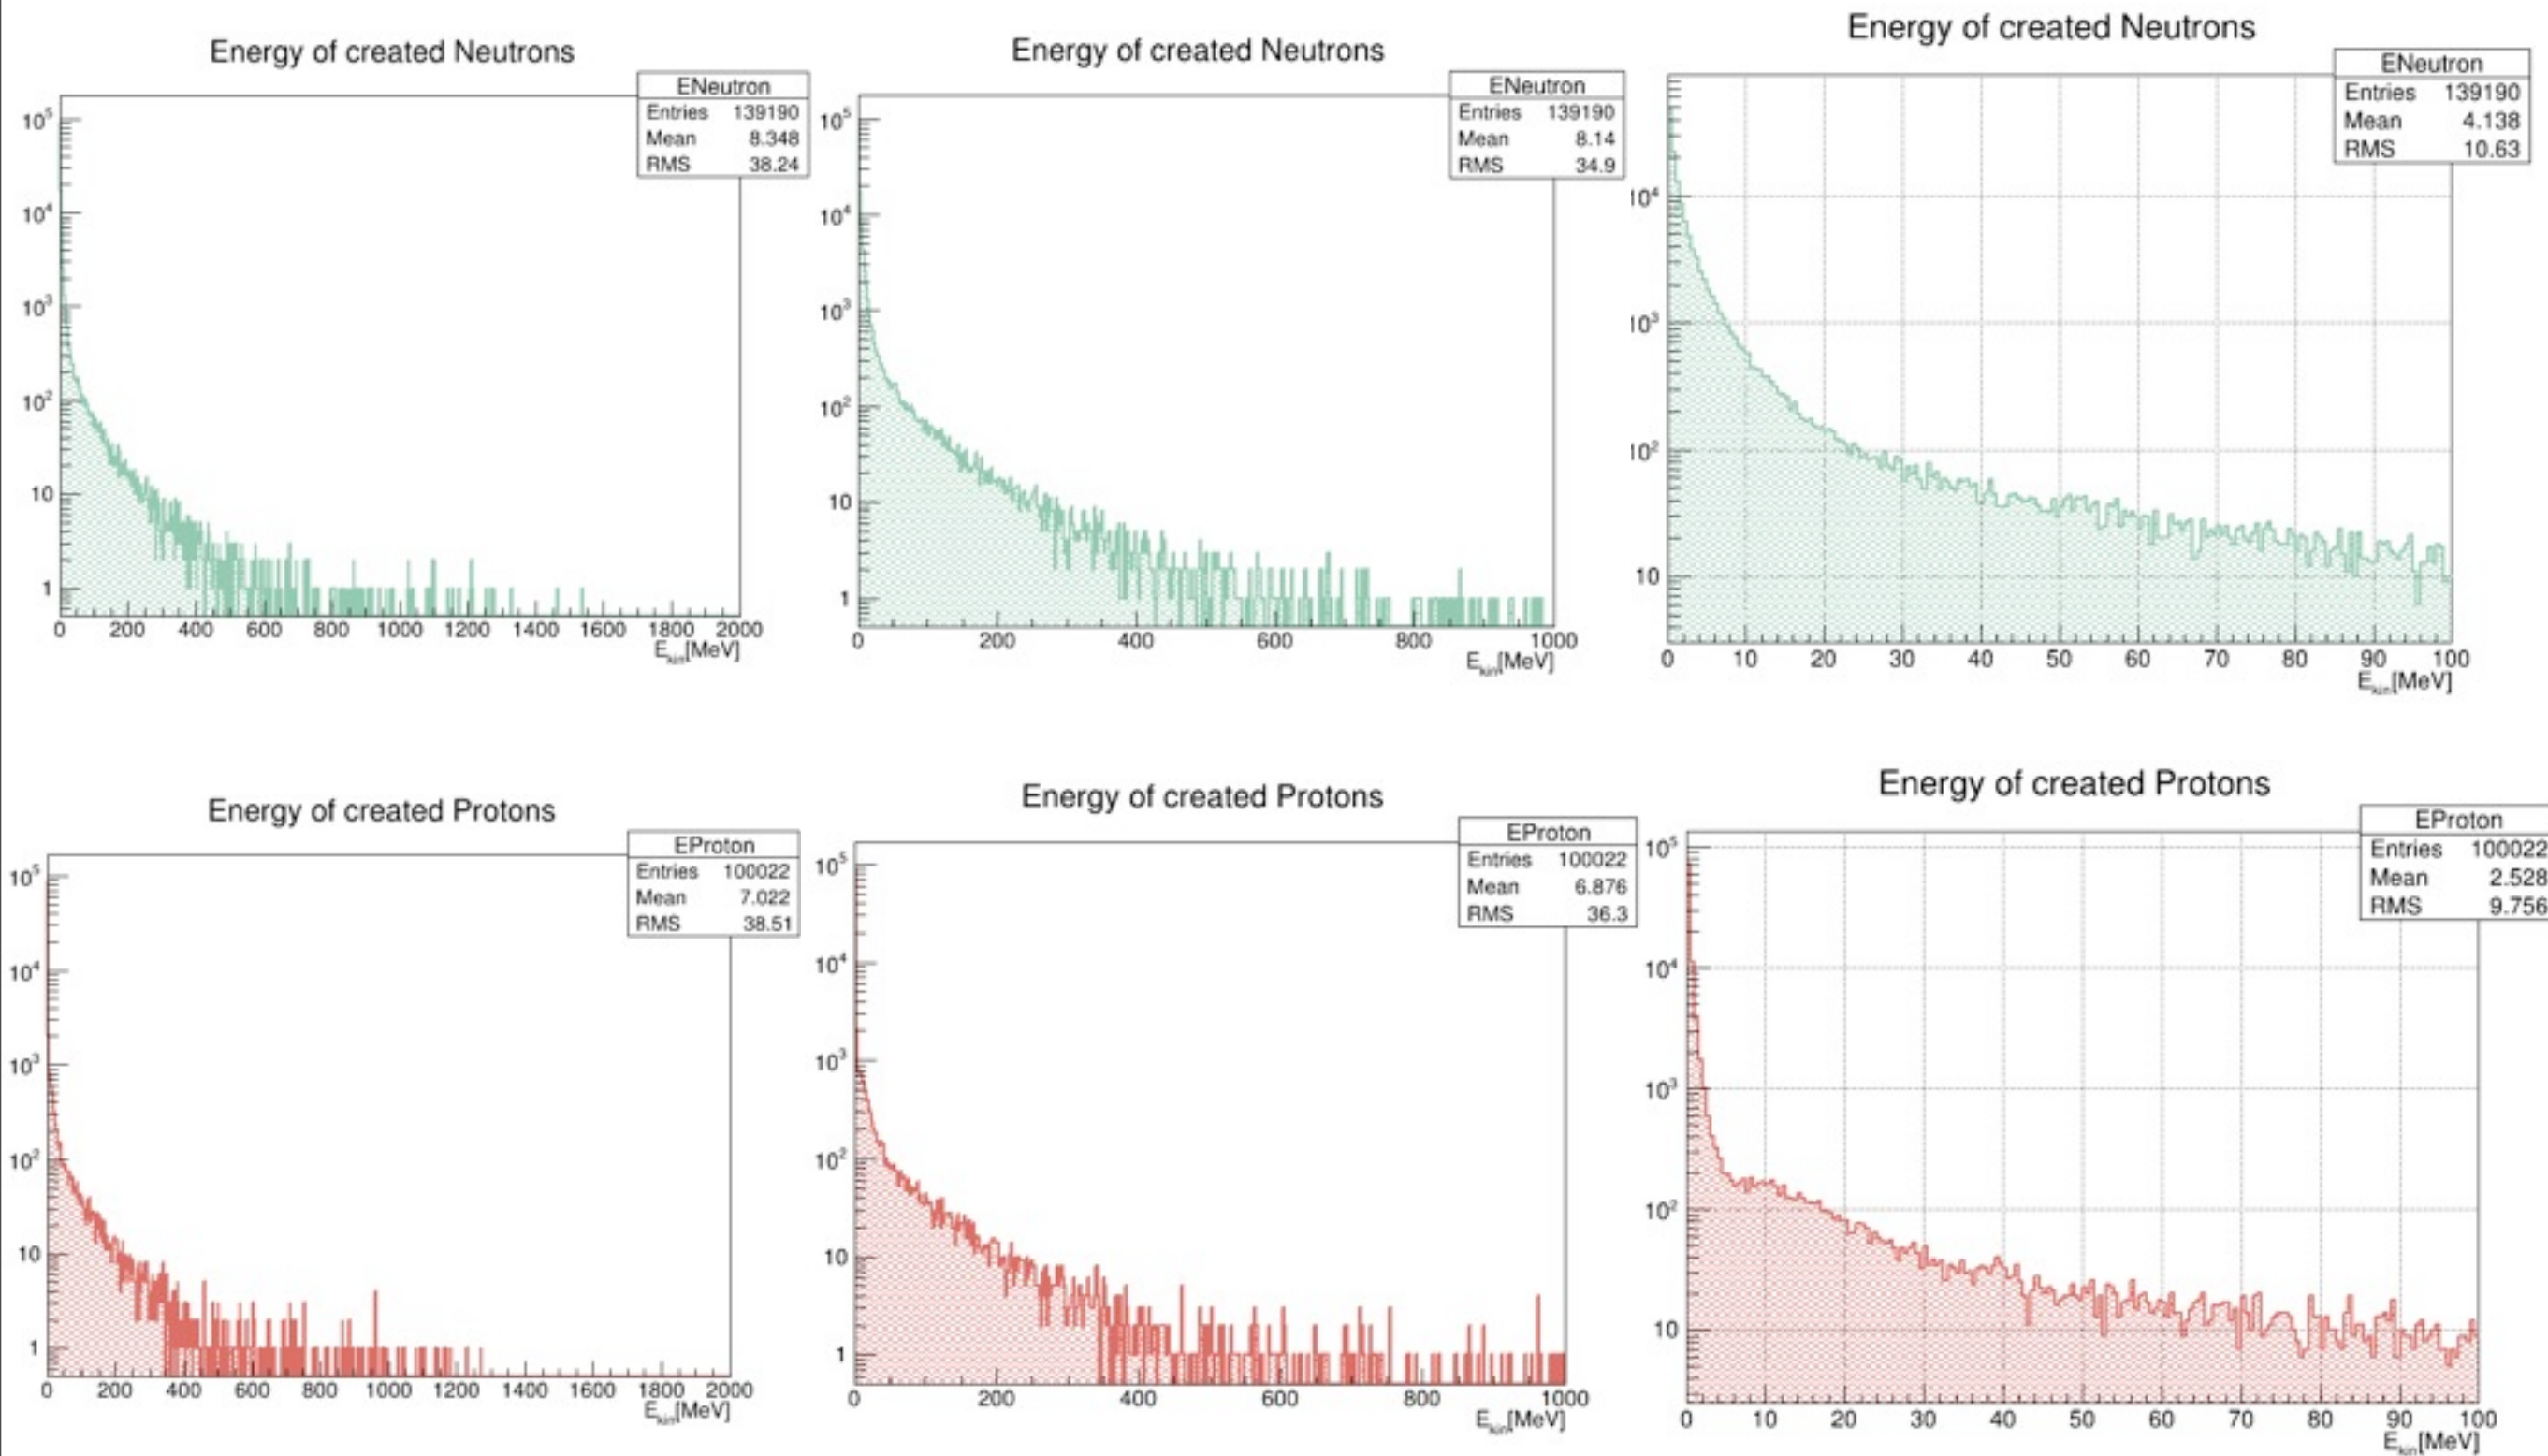 Energy of created Neutrons
ENeutron
Entries 139190
Mean 8.348
RMS 38.24
10⁵
10⁴
10³
10²
10
1
0 200 400 600 800 1000 1200 1400 1600 1800 2000
E_kin[MeV]
Energy of created Neutrons
ENeutron
Entries 139190
Mean 8.14
RMS 34.9
10⁵
10⁴
10³
10²
10
1
0 200 400 600 800 1000
E_kin[MeV]
Energy of created Neutrons
ENeutron
Entries 139190
Mean 4.138
RMS 10.63
10⁴
10³
10²
10
0 10 20 30 40 50 60 70 80 90 100
E_kin[MeV]
Energy of created Protons
EProton
Entries 100022
Mean 7.022
RMS 38.51
10⁵
10⁴
10³
10²
10
1
0 200 400 600 800 1000 1200 1400 1600 1800 2000
E_kin[MeV]
Energy of created Protons
EProton
Entries 100022
Mean 6.876
RMS 36.3
10⁵
10⁴
10³
10²
10
1
0 200 400 600 800 1000
E_kin[MeV]
Energy of created Protons
EProton
Entries 100022
Mean 2.528
RMS 9.756
10⁵
10⁴
10³
10²
10
0 10 20 30 40 50 60 70 80 90 100
E_kin[MeV]